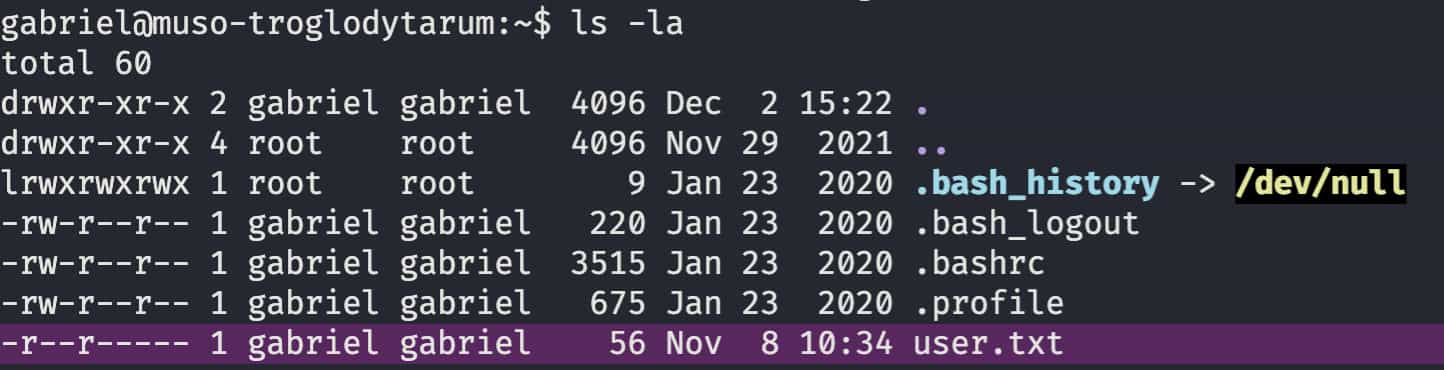 gabriel@muso-troglodytarum:~$ ls -la
total 60
drwxr-xr-x 2 gabriel gabriel  4096 Dec  2 15:22 .
drwxr-xr-x 4 root    root     4096 Nov 29  2021 ..
lrwxrwxrwx 1 root    root        9 Jan 23  2020 .bash_history -> /dev/null
-rw-r--r-- 1 gabriel gabriel   220 Jan 23  2020 .bash_logout
-rw-r--r-- 1 gabriel gabriel  3515 Jan 23  2020 .bashrc
-rw-r--r-- 1 gabriel gabriel   675 Jan 23  2020 .profile
-r--r----- 1 gabriel gabriel    56 Nov  8 10:34 user.txt